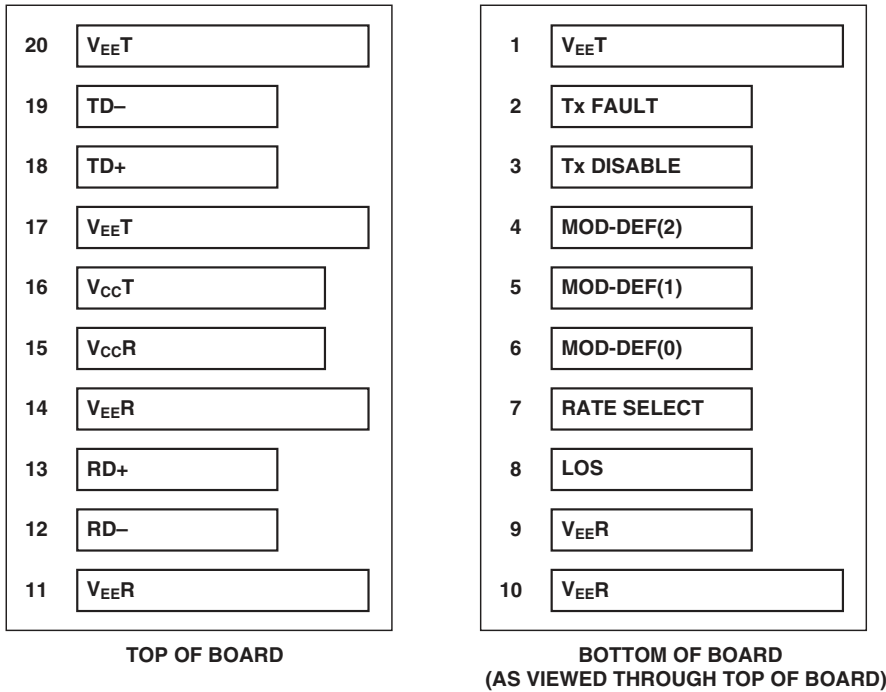 20 VEET
19 TD–
18 TD+
17 VEET
16 VCCT
15 VCCR
14 VEER
13 RD+
12 RD–
11 VEER
TOP OF BOARD
1 VEET
2 Tx FAULT
3 Tx DISABLE
4 MOD-DEF(2)
5 MOD-DEF(1)
6 MOD-DEF(0)
7 RATE SELECT
8 LOS
9 VEER
10 VEER
BOTTOM OF BOARD
(AS VIEWED THROUGH TOP OF BOARD)